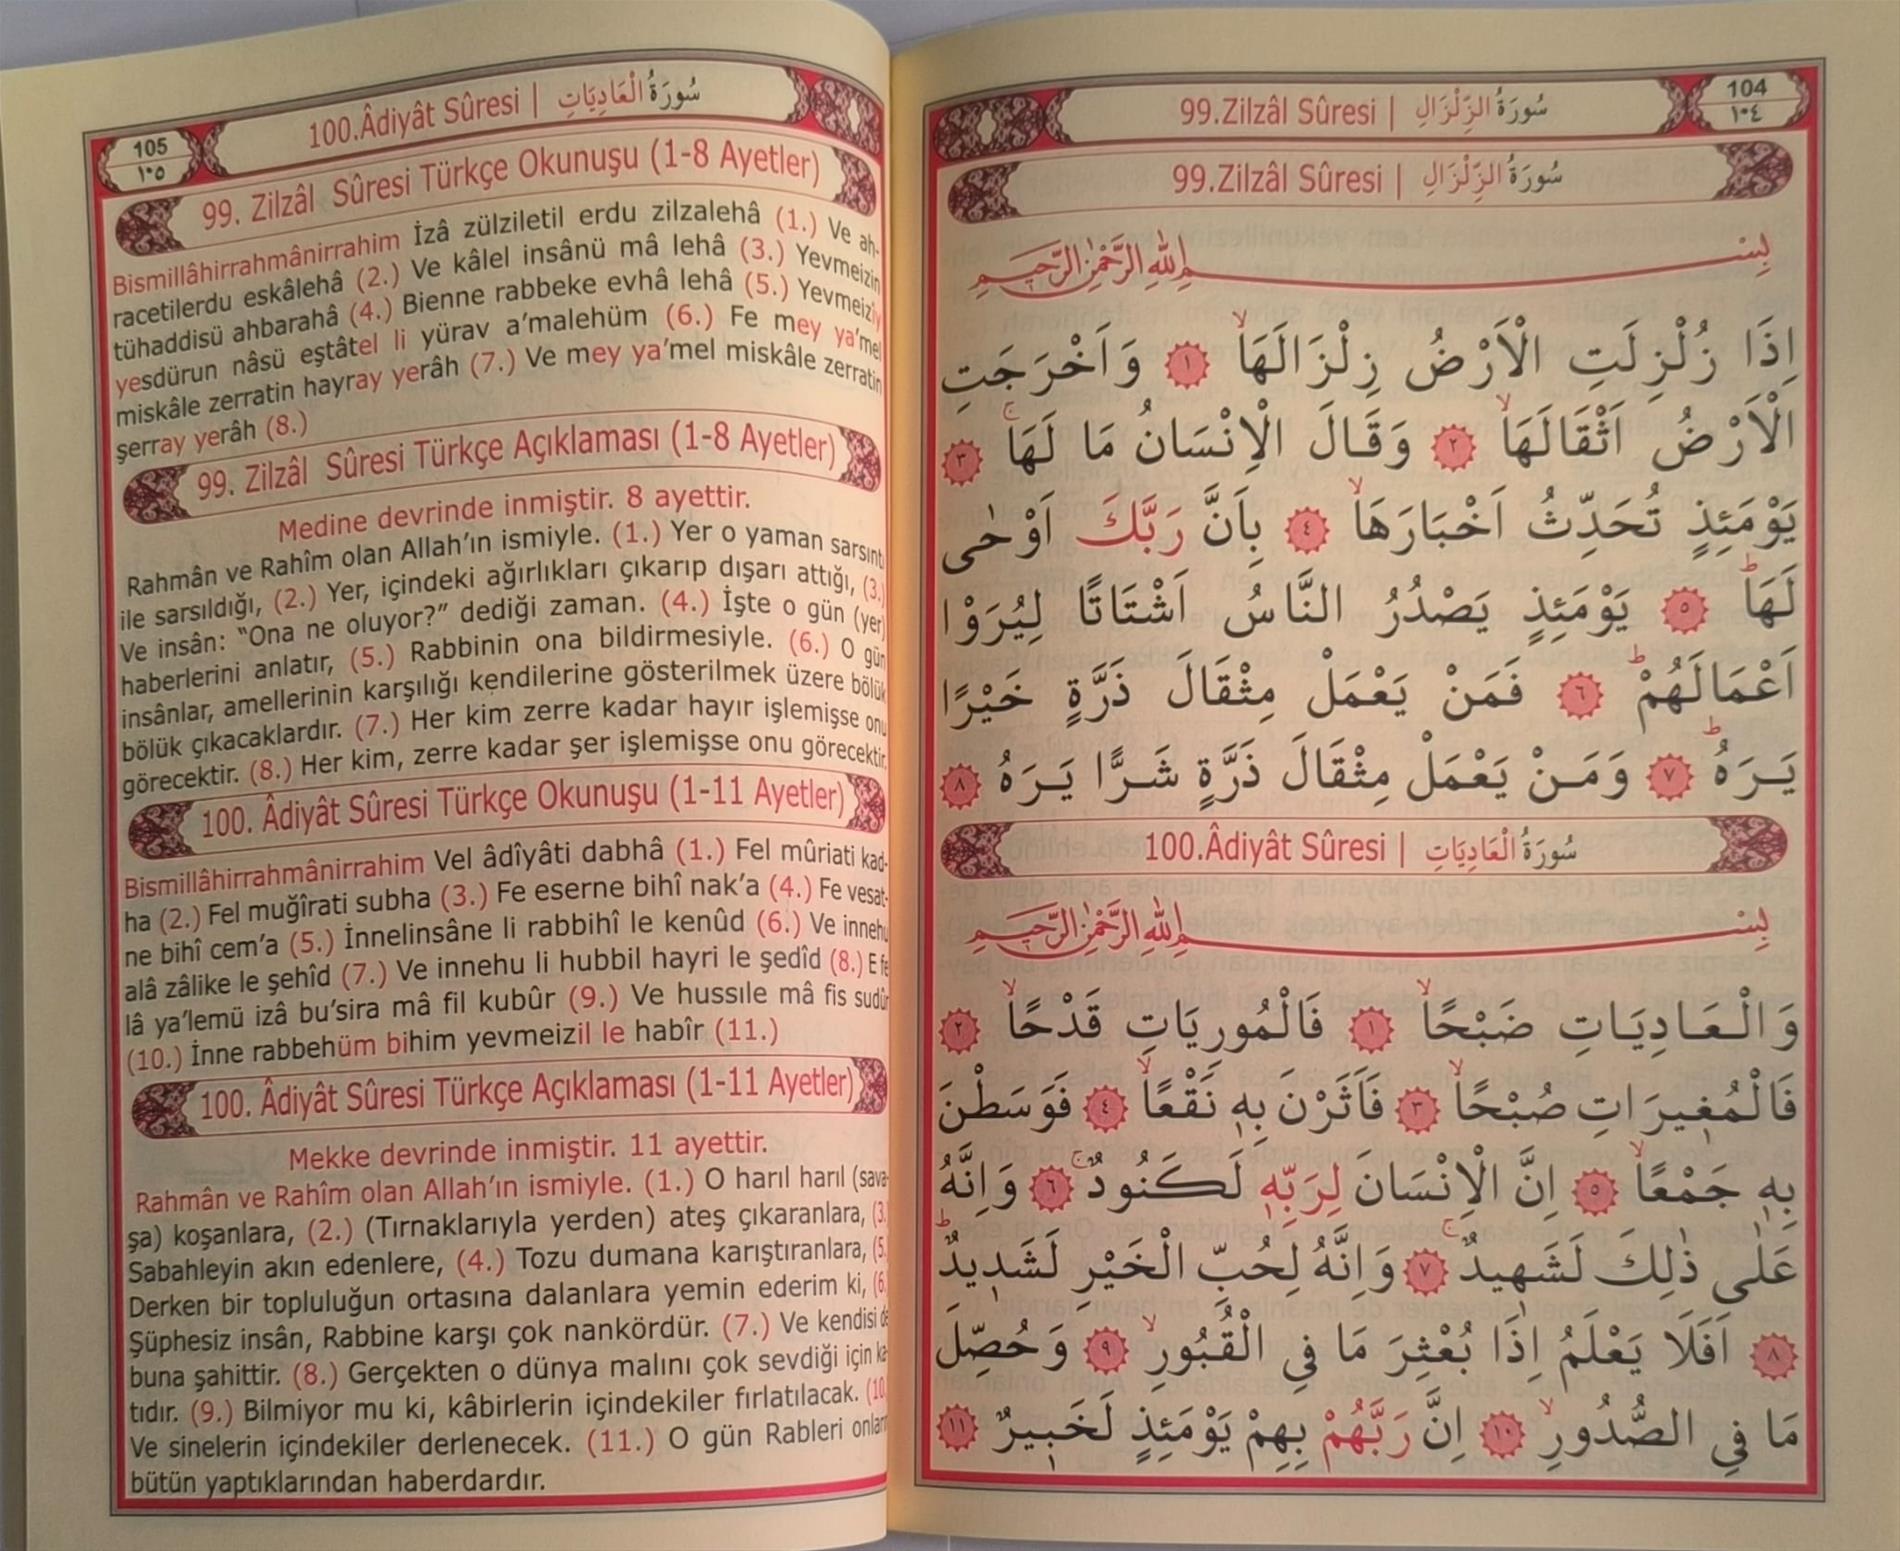 104
١٠٤
99.Zilzâl Sûresi | سُورَةُ الزِّلْزَالِ
99.Zilzâl Sûresi | سُورَةُ الزِّلْزَالِ
بِسْمِ اللهِ الرَّحْمٰنِ الرَّحِيمِ
اِذَا زُلْزِلَتِ الْاَرْضُ زِلْزَالَهَاۙ ١ وَاَخْرَجَتِ
الْاَرْضُ اَثْقَالَهَاۙ ٢ وَقَالَ الْاِنْسَانُ مَا لَهَاۚ ٣
يَوْمَئِذٍ تُحَدِّثُ اَخْبَارَهَاۙ ٤ بِاَنَّ رَبَّكَ اَوْحٰى
لَهَاۜ ٥ يَوْمَئِذٍ يَصْدُرُ النَّاسُ اَشْتَاتًا لِيُرَوْا
اَعْمَالَهُمْۜ ٦ فَمَنْ يَعْمَلْ مِثْقَالَ ذَرَّةٍ خَيْرًا
يَرَهُۜ ٧ وَمَنْ يَعْمَلْ مِثْقَالَ ذَرَّةٍ شَرًّا يَرَهُ ٨
100.Âdiyât Sûresi | سُورَةُ الْعَادِيَاتِ
بِسْمِ اللهِ الرَّحْمٰنِ الرَّحِيمِ
وَالْعَادِيَاتِ ضَبْحًاۙ ١ فَالْمُورِيَاتِ قَدْحًاۙ ٢
فَالْمُغ۪يرَاتِ صُبْحًاۙ ٣ فَاَثَرْنَ بِه۪ نَقْعًاۙ ٤ فَوَسَطْنَ
بِه۪ جَمْعًاۙ ٥ اِنَّ الْاِنْسَانَ لِرَبِّه۪ لَكَنُودٌۚ ٦ وَاِنَّهُ
عَلٰى ذٰلِكَ لَشَه۪يدٌۚ ٧ وَاِنَّهُ لِحُبِّ الْخَيْرِ لَشَد۪يدٌۜ
٨ اَفَلَا يَعْلَمُ اِذَا بُعْثِرَ مَا فِي الْقُبُورِۙ ٩ وَحُصِّلَ
مَا فِي الصُّدُورِۙ ١٠ اِنَّ رَبَّهُمْ بِهِمْ يَوْمَئِذٍ لَخَب۪يرٌ ١١
105
١٠٥
100.Âdiyât Sûresi | سُورَةُ الْعَادِيَاتِ
99. Zilzâl Sûresi Türkçe Okunuşu (1-8 Ayetler)
Bismillâhirrahmânirrahim İzâ zülziletil erdu zilzalehâ (1.) Ve ah-
racetilerdu eskâlehâ (2.) Ve kâlel insânü mâ lehâ (3.) Yevmeizin
tühaddisü ahbarahâ (4.) Bienne rabbeke evhâ lehâ (5.) Yevmeizîy
yesdürun nâsü eştâtel li yürav a’malehüm (6.) Fe mey ya’mel
miskâle zerratin hayray yerâh (7.) Ve mey ya’mel miskâle zerratin
şerray yerâh (8.)
99. Zilzâl Sûresi Türkçe Açıklaması (1-8 Ayetler)
Medine devrinde inmiştir. 8 ayettir.
Rahmân ve Rahîm olan Allah’ın ismiyle. (1.) Yer o yaman sarsıntı
ile sarsıldığı, (2.) Yer, içindeki ağırlıkları çıkarıp dışarı attığı, (3.)
Ve insân: “Ona ne oluyor?” dediği zaman. (4.) İşte o gün (yer)
haberlerini anlatır, (5.) Rabbinin ona bildirmesiyle. (6.) O gün
insânlar, amellerinin karşılığı kendilerine gösterilmek üzere bölük
bölük çıkacaklardır. (7.) Her kim zerre kadar hayır işlemişse onu
görecektir. (8.) Her kim, zerre kadar şer işlemişse onu görecektir.
100. Âdiyât Sûresi Türkçe Okunuşu (1-11 Ayetler)
Bismillâhirrahmânirrahim Vel âdîyâti dabhâ (1.) Fel mûriati kad-
ha (2.) Fel muğîrati subha (3.) Fe eserne bihî nak’a (4.) Fe vesat-
ne bihî cem’a (5.) İnnelinsâne li rabbihî le kenûd (6.) Ve innehu
alâ zâlike le şehîd (7.) Ve innehu li hubbil hayri le şedîd (8.) E fe
lâ ya’lemü izâ bu’sira mâ fil kubûr (9.) Ve hussıle mâ fis sudûr
(10.) İnne rabbehüm bihim yevmeizil le habîr (11.)
100. Âdiyât Sûresi Türkçe Açıklaması (1-11 Ayetler)
Mekke devrinde inmiştir. 11 ayettir.
Rahmân ve Rahîm olan Allah’ın ismiyle. (1.) O harıl harıl (sava-
şa) koşanlara, (2.) (Tırnaklarıyla yerden) ateş çıkaranlara, (3.
Sabahleyin akın edenlere, (4.) Tozu dumana karıştıranlara, (5.
Derken bir topluluğun ortasına dalanlara yemin ederim ki, (6.
Şüphesiz insân, Rabbine karşı çok nankördür. (7.) Ve kendisi de
buna şahittir. (8.) Gerçekten o dünya malını çok sevdiği için ka-
tıdır. (9.) Bilmiyor mu ki, kâbirlerin içindekiler fırlatılacak. (10.
Ve sinelerin içindekiler derlenecek. (11.) O gün Rableri onların
bütün yaptıklarından haberdardır.